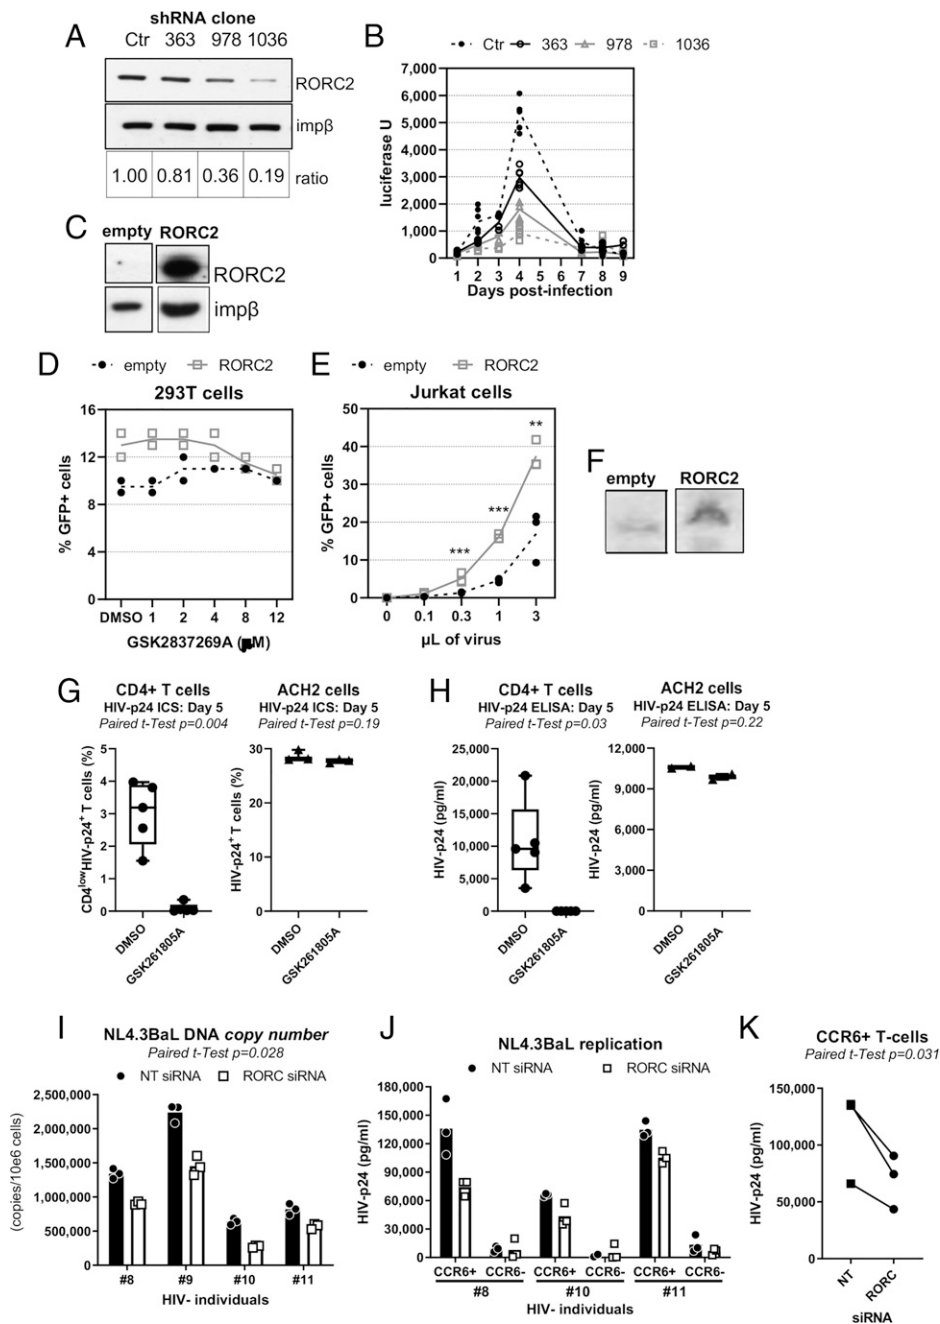 A
shRNA clone
Ctr 363 978 1036
RORC2
impβ
1.00 0.81 0.36 0.19 ratio
B
Ctr 363 978 1036
7,000
6,000
5,000
4,000
3,000
2,000
1,000
0
luciferase U
1 2 3 4 5 6 7 8 9
Days post-infection
C
empty RORC2
RORC2
impβ
D
empty RORC2
293T cells
16
12
8
4
0
% GFP+ cells
DMSO 1 2 4 8 12
GSK2837269A (µM)
E
empty RORC2
Jurkat cells
50
40
30
20
10
0
% GFP+ cells
***
***
**
0 0.1 0.3 1 3
µL of virus
F
empty RORC2
G
CD4+ T cells
HIV-p24 ICS: Day 5
Paired t-Test p=0.004
5
4
3
2
1
0
CD4lowHIV-p24+ T cells (%)
DMSO
GSK261805A
ACH2 cells
HIV-p24 ICS: Day 5
Paired t-Test p=0.19
30
20
10
0
HIV-p24+ T cells (%)
DMSO
GSK261805A
H
CD4+ T cells
HIV-p24 ELISA: Day 5
Paired t-Test p=0.03
25,000
20,000
15,000
10,000
5,000
0
HIV-p24 (pg/ml)
DMSO
GSK261805A
ACH2 cells
HIV-p24 ELISA: Day 5
Paired t-Test p=0.22
12,000
9,000
6,000
3,000
0
HIV-p24 (pg/ml)
DMSO
GSK261805A
I
NL4.3BaL DNA copy number
Paired t-Test p=0.028
NT siRNA RORC siRNA
2,500,000
2,000,000
1,500,000
1,000,000
500,000
0
(copies/10e6 cells)
#8 #9 #10 #11
HIV- individuals
J
NL4.3BaL replication
NT siRNA RORC siRNA
180,000
150,000
120,000
90,000
60,000
30,000
0
HIV-p24 (pg/ml)
CCR6+ CCR6- CCR6+ CCR6- CCR6+ CCR6-
#8 #10 #11
HIV- individuals
K
CCR6+ T-cells
Paired t-Test p=0.031
150,000
100,000
50,000
0
HIV-p24 (pg/ml)
NT
RORC
siRNA